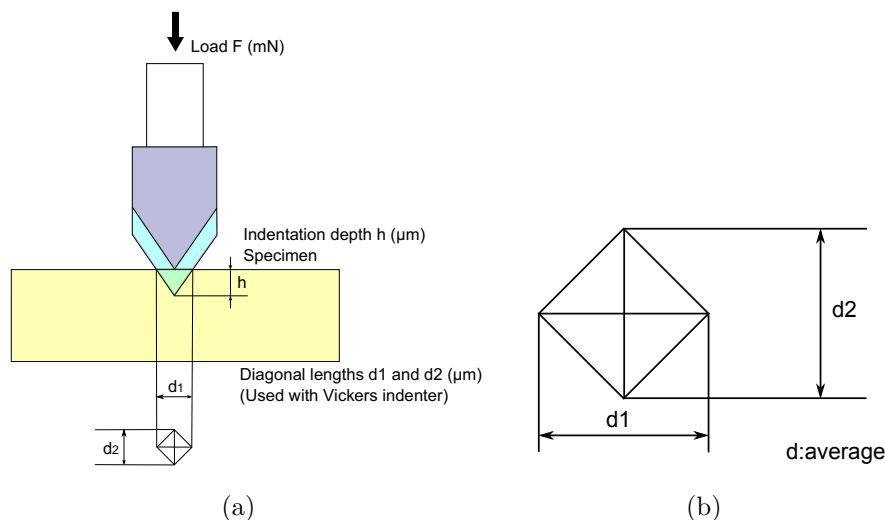 Load F (mN)
Indentation depth h (μm)
Specimen
h
Diagonal lengths d1 and d2 (μm)
(Used with Vickers indenter)
d1
d2
(a)
d2
d1
d:average
(b)